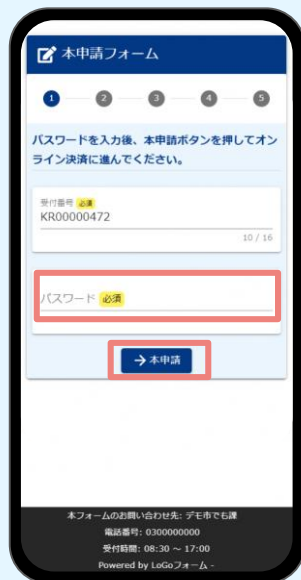 本申請フォーム
1 2 3 4 5
パスワードを入力後、本申請ボタンを押してオン
ライン決済に進んでください。
受付番号 必須
KR00000472
10 / 16
パスワード 必須
→本申請
本フォームのお問い合わせ先: デモ市でも課
電話番号: 0300000000
受付時間: 08:30 ～ 17:00
Powered by LoGoフォーム -